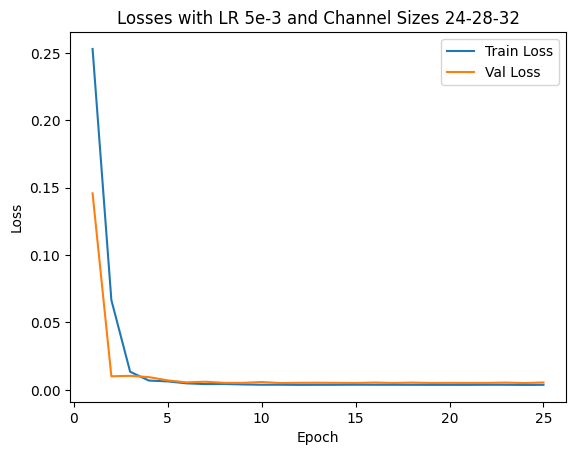 Losses with LR 5e-3 and Channel Sizes 24-28-32
Train Loss
Val Loss
0.25
0.20
0.15
0.10
0.05
0.00
Loss
0 5 10 15 20 25
Epoch